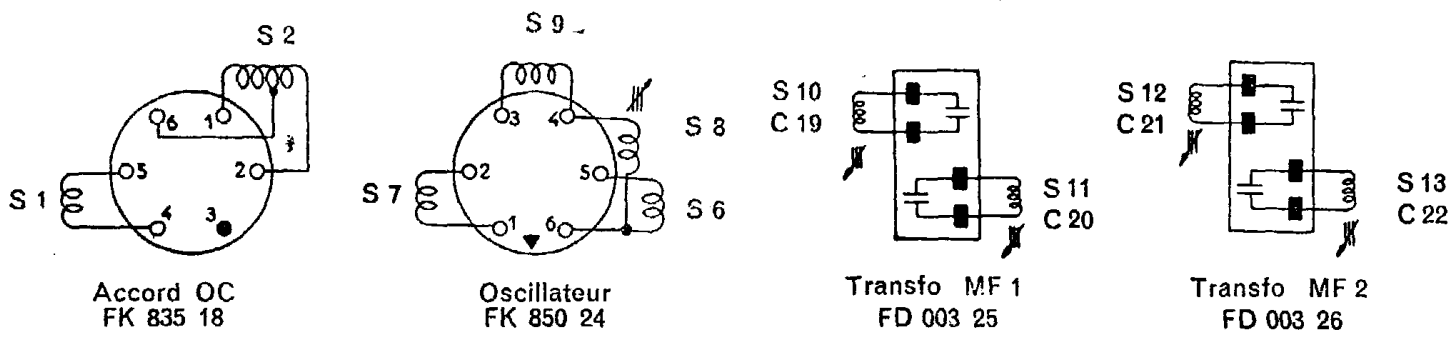 S 2
6
1
*
5
2
S 1
4
3
Accord OC
FK 835 18
S 9
3
4
S 8
2
5
S 7
S 6
1
6
Oscillateur
FK 850 24
S 10
C 19
S 11
C 20
Transfo MF 1
FD 003 25
S 12
C 21
S 13
C 22
Transfo MF 2
FD 003 26